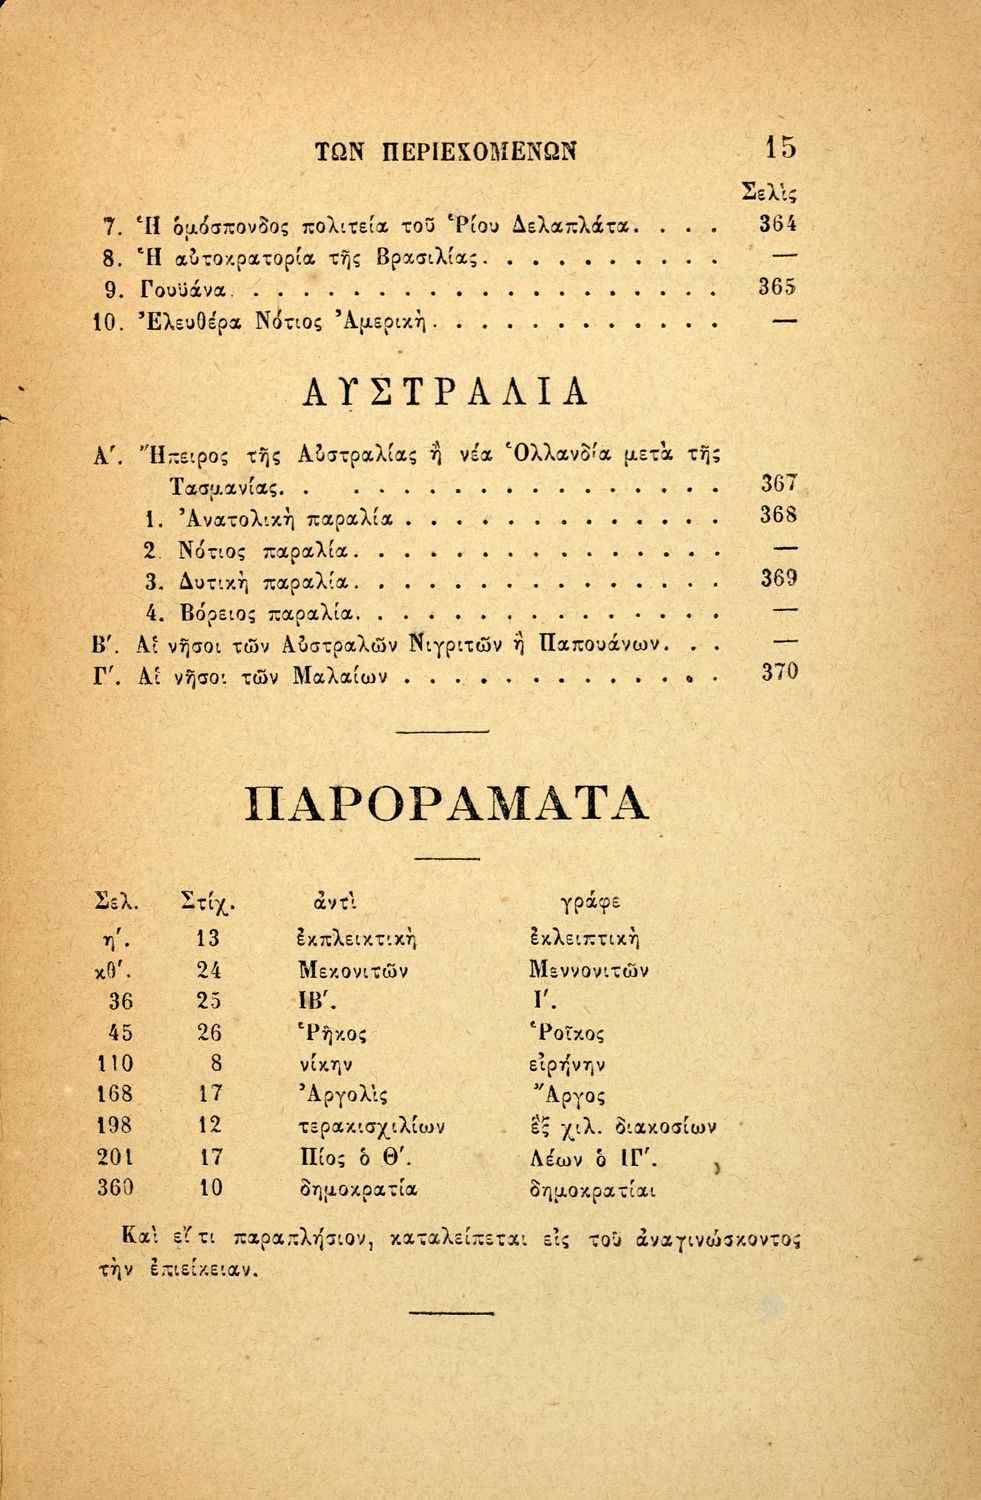 ΤΩΝ ΠΕΡΙΕΧΟΜΕΝΩΝ 15
Σελὶς
7. Ἡ ὁμόσπονδος πολιτεία τοῦ Ῥίου Δελαπλάτα. . . . 364
8. Ἡ αὐτοκρατορία τῆς Βρασιλίας. . . . . . . . . . —
9. Γουϋάνα. . . . . . . . . . . . . . . . . . . . 365
10. Ἐλευθέρα Νότιος Ἀμερικὴ. . . . . . . . . . . . —
ΑΥΣΤΡΑΛΙΑ
Α΄. Ἤπειρος τῆς Αὐστραλίας ἢ νέα Ὁλλανδία μετὰ τῆς
Τασμανίας. . . . . . . . . . . . . . . . . . 367
1. Ἀνατολικὴ παραλία . . . . . . . . . . . . . 368
2. Νότιος παραλία. . . . . . . . . . . . . . . . —
3. Δυτικὴ παραλία. . . . . . . . . . . . . . . . 369
4. Βόρειος παραλία. . . . . . . . . . . . . . . —
Β΄. Αἱ νῆσοι τῶν Αὐστραλῶν Νιγριτῶν ἢ Παπουάνων. . . —
Γ΄. Αἱ νῆσοι τῶν Μαλαίων . . . . . . . . . . . . . 370
ΠΑΡΟΡΑΜΑΤΑ
Σελ. Στίχ. ἀντὶ γράφε
η΄. 13 ἐκπλεικτικὴ ἐκλειπτικὴ
κθ΄. 24 Μεκονιτῶν Μεννονιτῶν
36 25 ΙΒ΄. Ι΄.
45 26 Ῥῆκος Ῥοῖκος
110 8 νίκην εἰρήνην
168 17 Ἀργολὶς Ἄργος
198 12 τερακισχιλίων ἓξ χιλ. διακοσίων
201 17 Πίος ὁ Θ΄. Λέων ὁ ΙΓ΄.
360 10 δημοκρατία δημοκρατίαι
Καὶ εἴ τι παραπλήσιον, καταλείπεται εἰς τοῦ ἀναγινώσκοντος
τὴν ἐπιείκειαν.